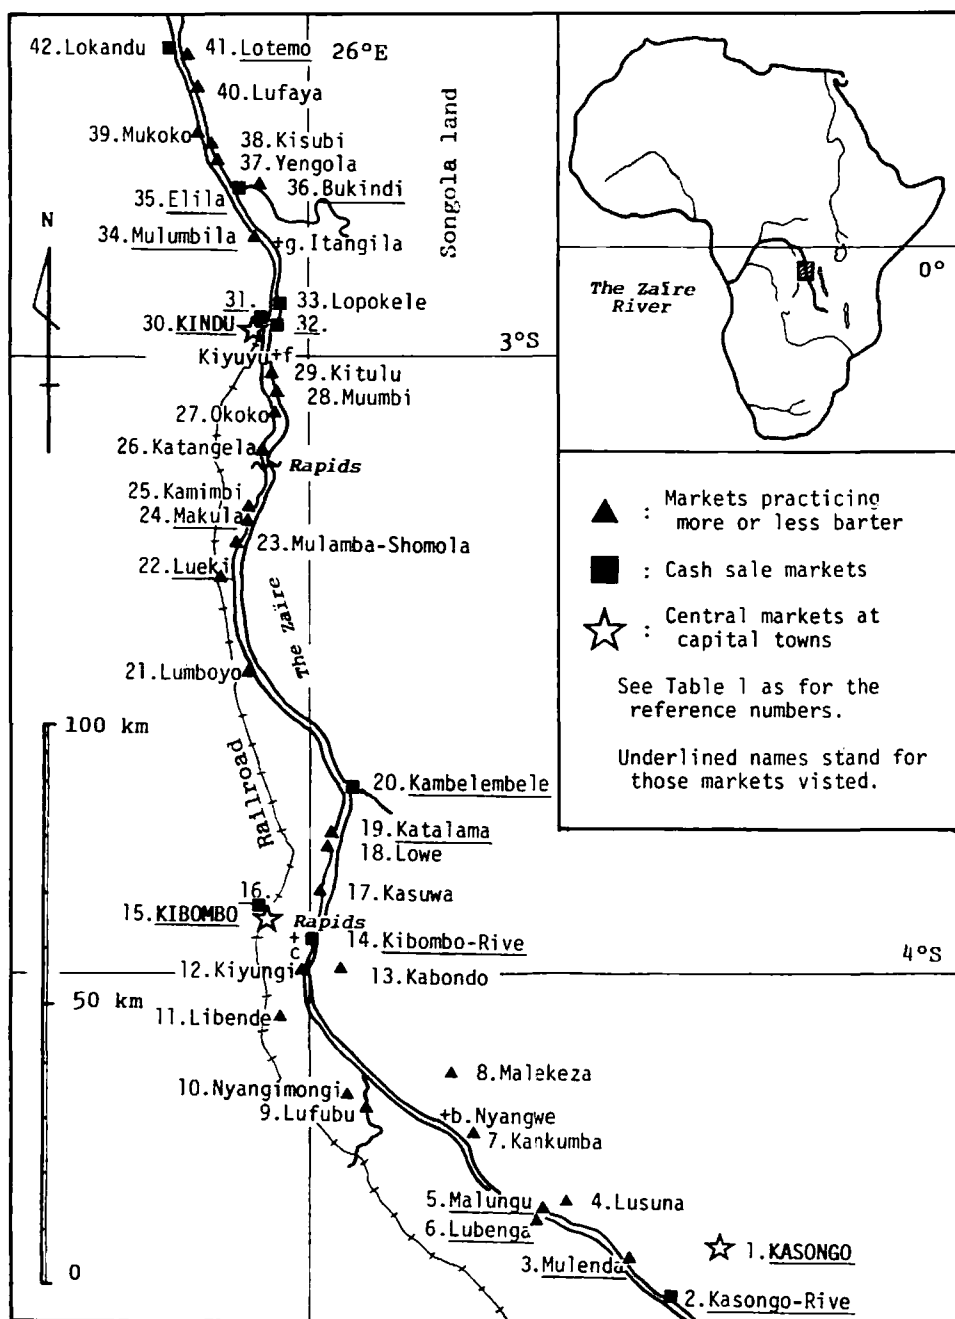 42.Lokandu
41.Lotemo
26°E
40.Lufaya
39.Mukoko
38.Kisubi
37.Yengola
36.Bukindi
35.Elila
34.Mulumbila
+g.Itangila
Songola land
N
33.Lopokele
31.
30.KINDU
32.
3°S
Kiyuyu+f
29.Kitulu
28.Muumbi
27.Okoko
26.Katangela
Rapids
25.Kamimbi
24.Makula
23.Mulamba-Shomola
22.Lueki
The Zaïre
21.Lumboyo
100 km
Railroad
20.Kambelembele
19.Katalama
18.Lowe
17.Kasuwa
16.
15.KIBOMBO
Rapids
+
c
14.Kibombo-Rive
4°S
12.Kiyungi
13.Kabondo
50 km
11.Libende
8.Malekeza
10.Nyangimongi
9.Lufubu
+b.Nyangwe
7.Kankumba
5.Malungu
4.Lusuna
6.Lubenga
3.Mulenda
1.KASONGO
2.Kasongo-Rive
0
The Zaïre
River
0°
: Markets practicing
more or less barter
: Cash sale markets
: Central markets at
capital towns
See Table 1 as for the
reference numbers.
Underlined names stand for
those markets visted.